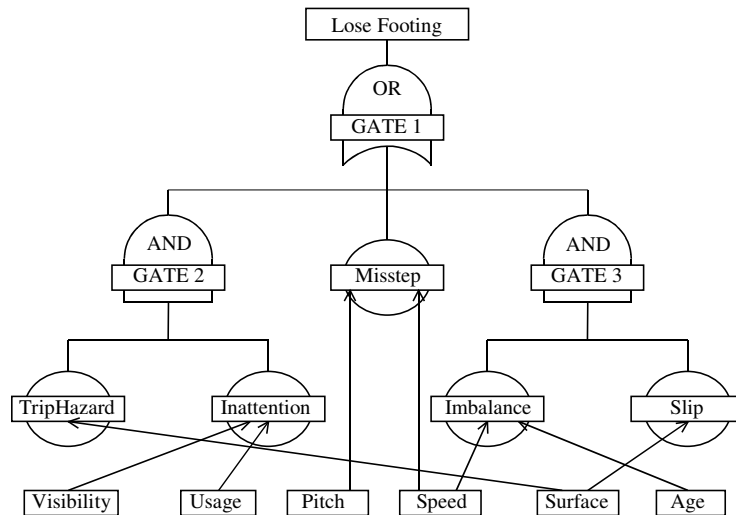 Lose Footing
OR
GATE 1
AND
GATE 2
Misstep
AND
GATE 3
TripHazard
Inattention
Imbalance
Slip
Visibility
Usage
Pitch
Speed
Surface
Age